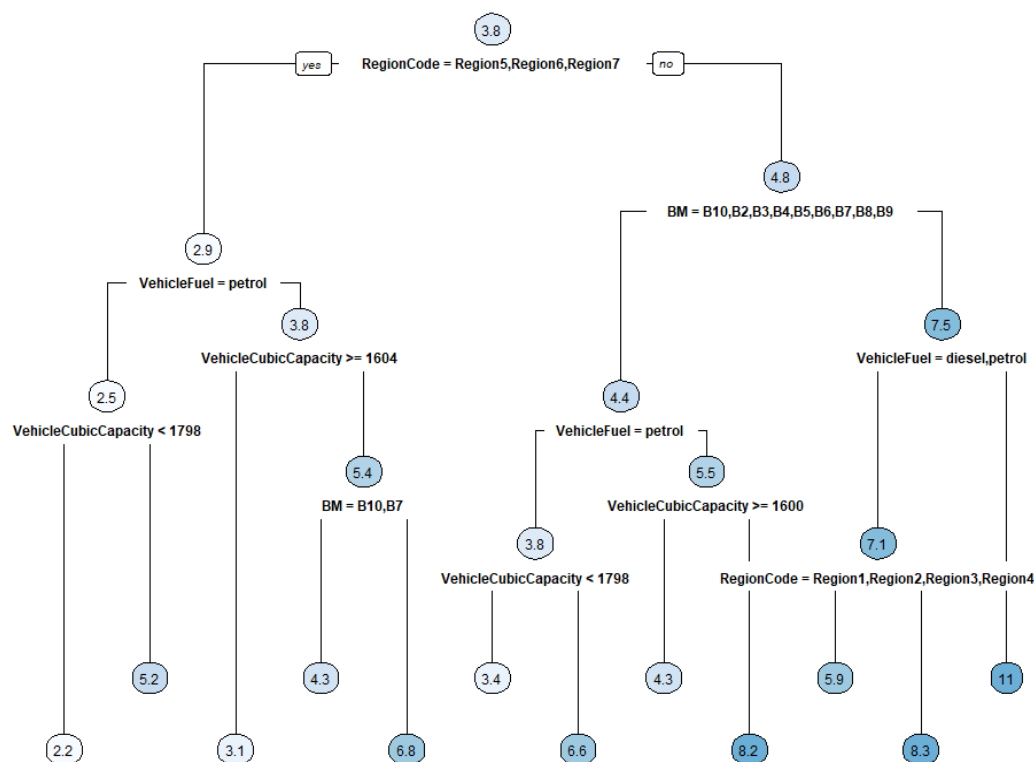 3.8
yes RegionCode = Region5,Region6,Region7 no
4.8
BM = B10,B2,B3,B4,B5,B6,B7,B8,B9
2.9
VehicleFuel = petrol
3.8
7.5
VehicleCubicCapacity >= 1604
VehicleFuel = diesel,petrol
2.5
4.4
VehicleCubicCapacity < 1798
VehicleFuel = petrol
5.4
5.5
BM = B10,B7
VehicleCubicCapacity >= 1600
3.8
7.1
VehicleCubicCapacity < 1798
RegionCode = Region1,Region2,Region3,Region4
5.2
4.3
3.4
4.3
5.9
11
2.2
3.1
6.8
6.6
8.2
8.3